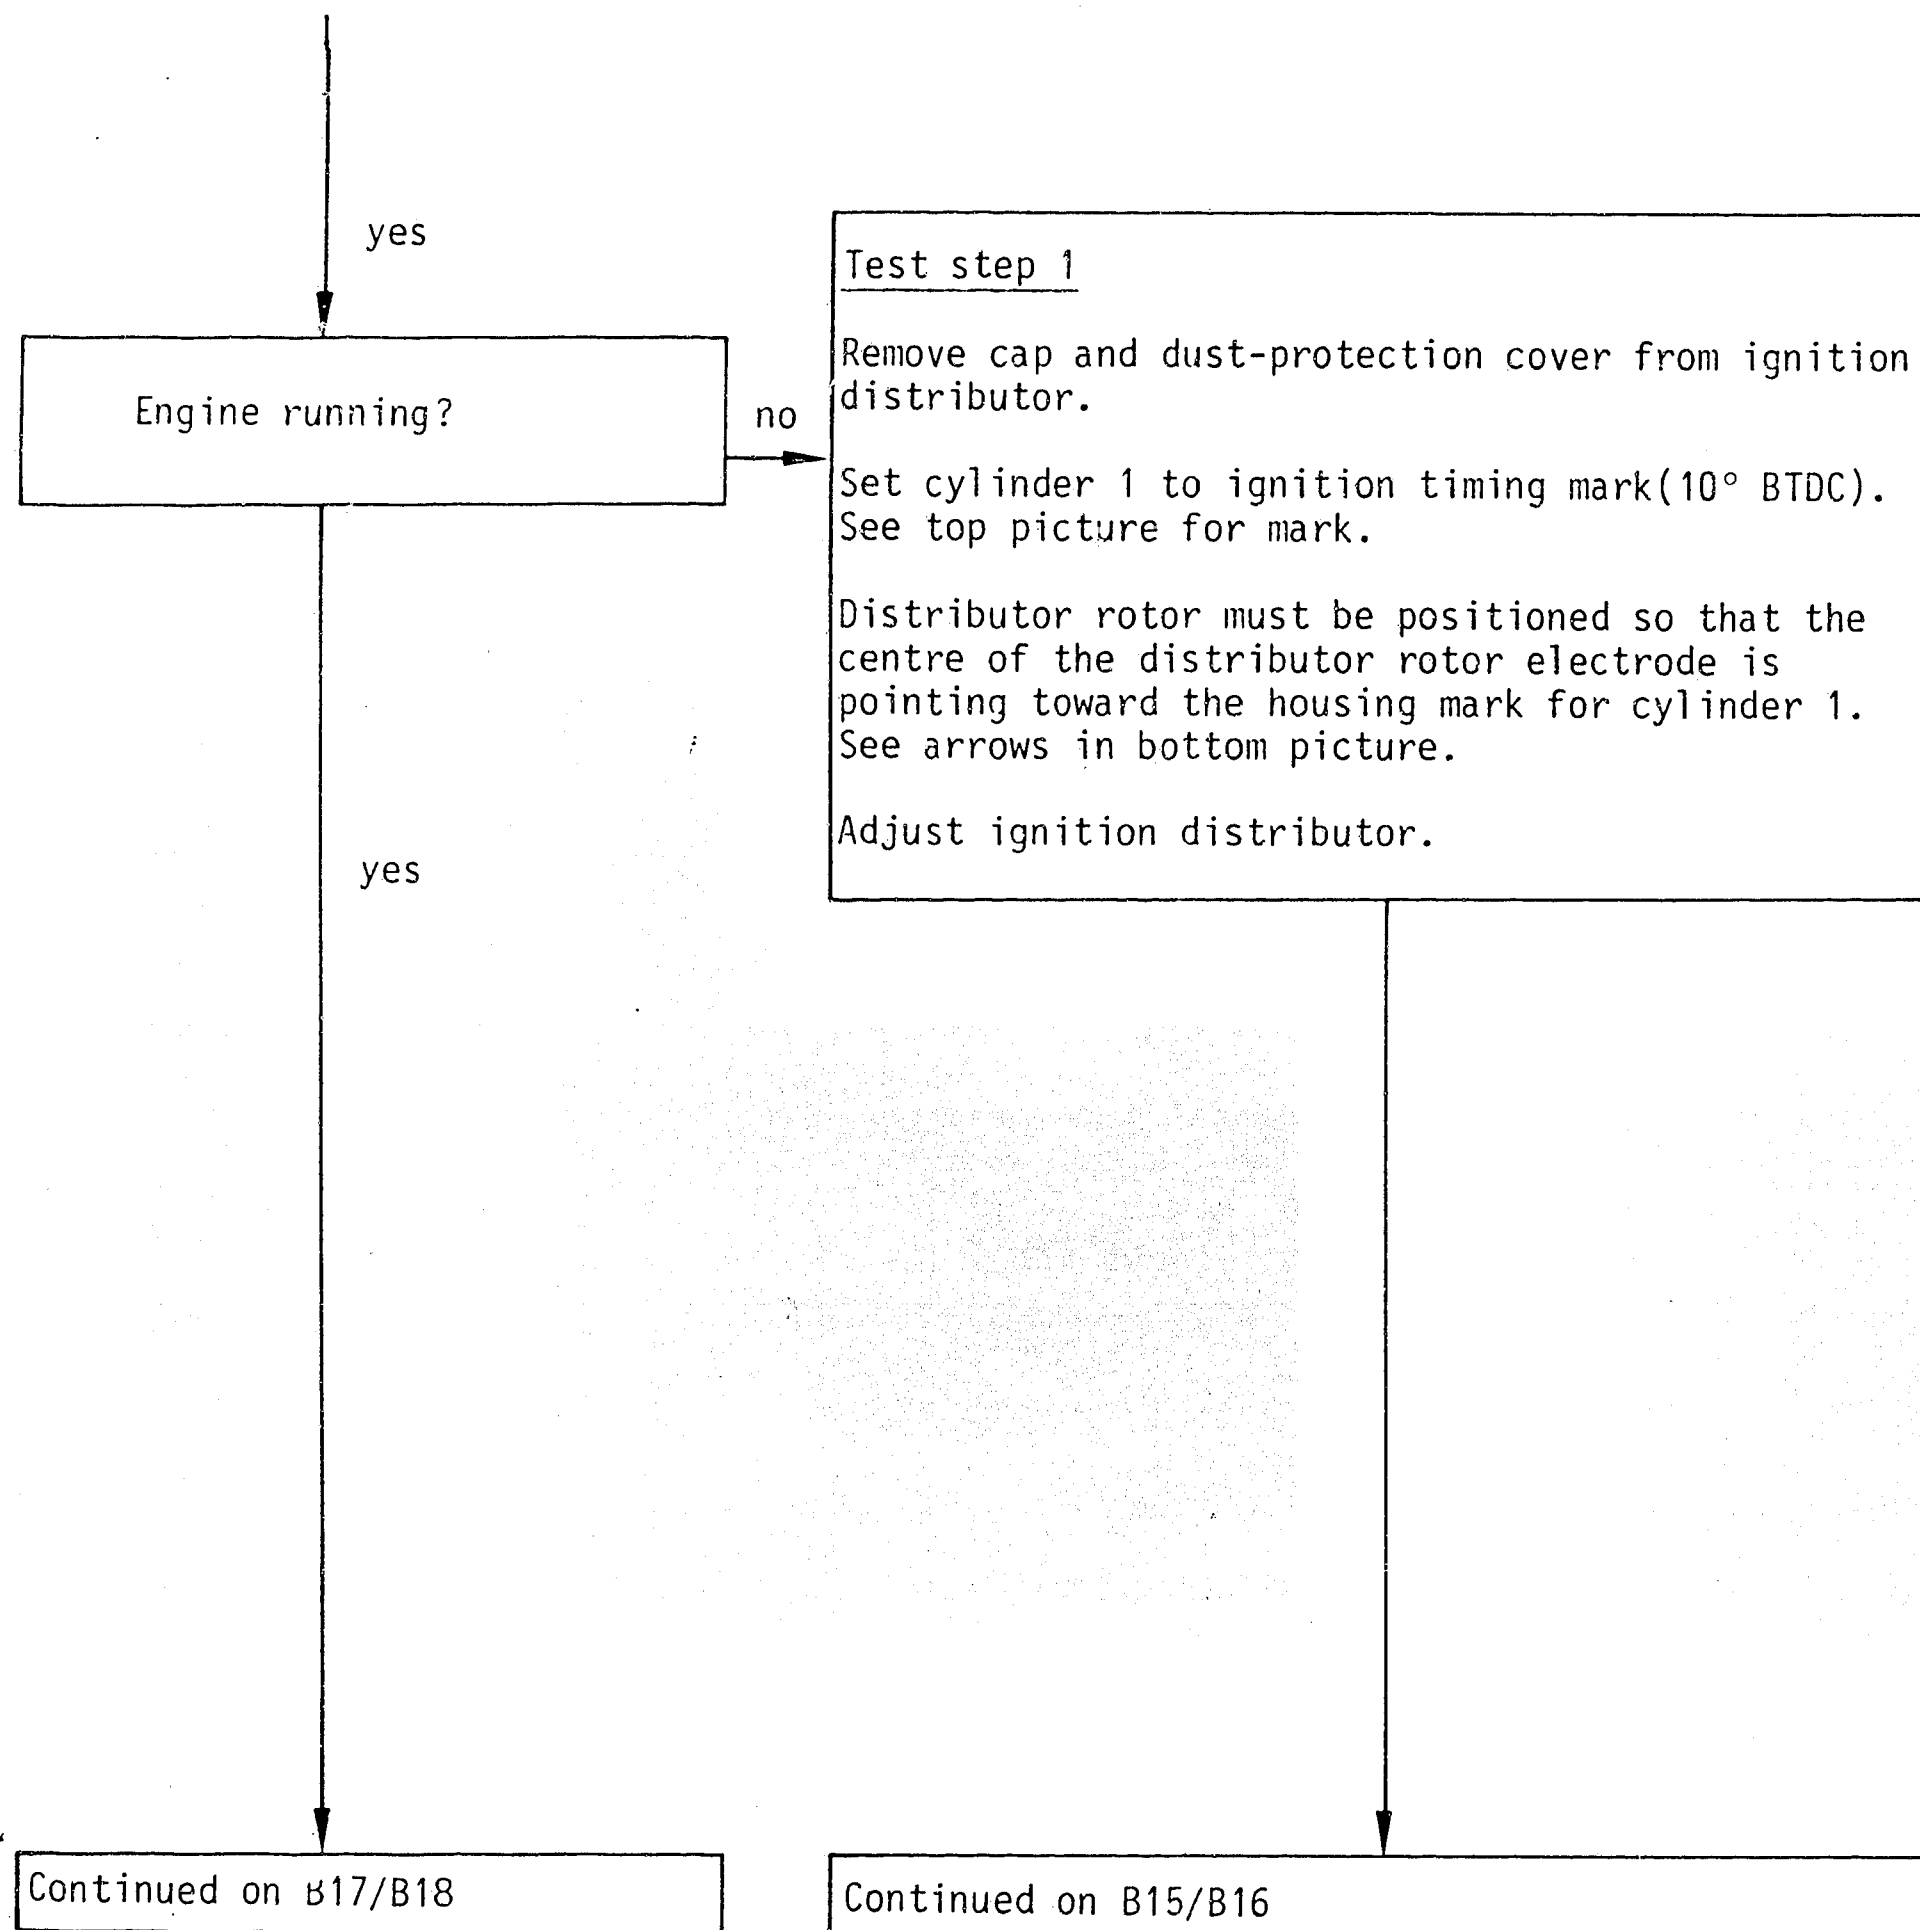 yes
Engine running?
no
Test step 1
Remove cap and dust-protection cover from ignition
distributor.
Set cylinder 1 to ignition timing mark(10° BTDC).
See top picture for mark.
Distributor rotor must be positioned so that the
centre of the distributor rotor electrode is
pointing toward the housing mark for cylinder 1.
See arrows in bottom picture.
Adjust ignition distributor.
yes
Continued on B17/B18
Continued on B15/B16